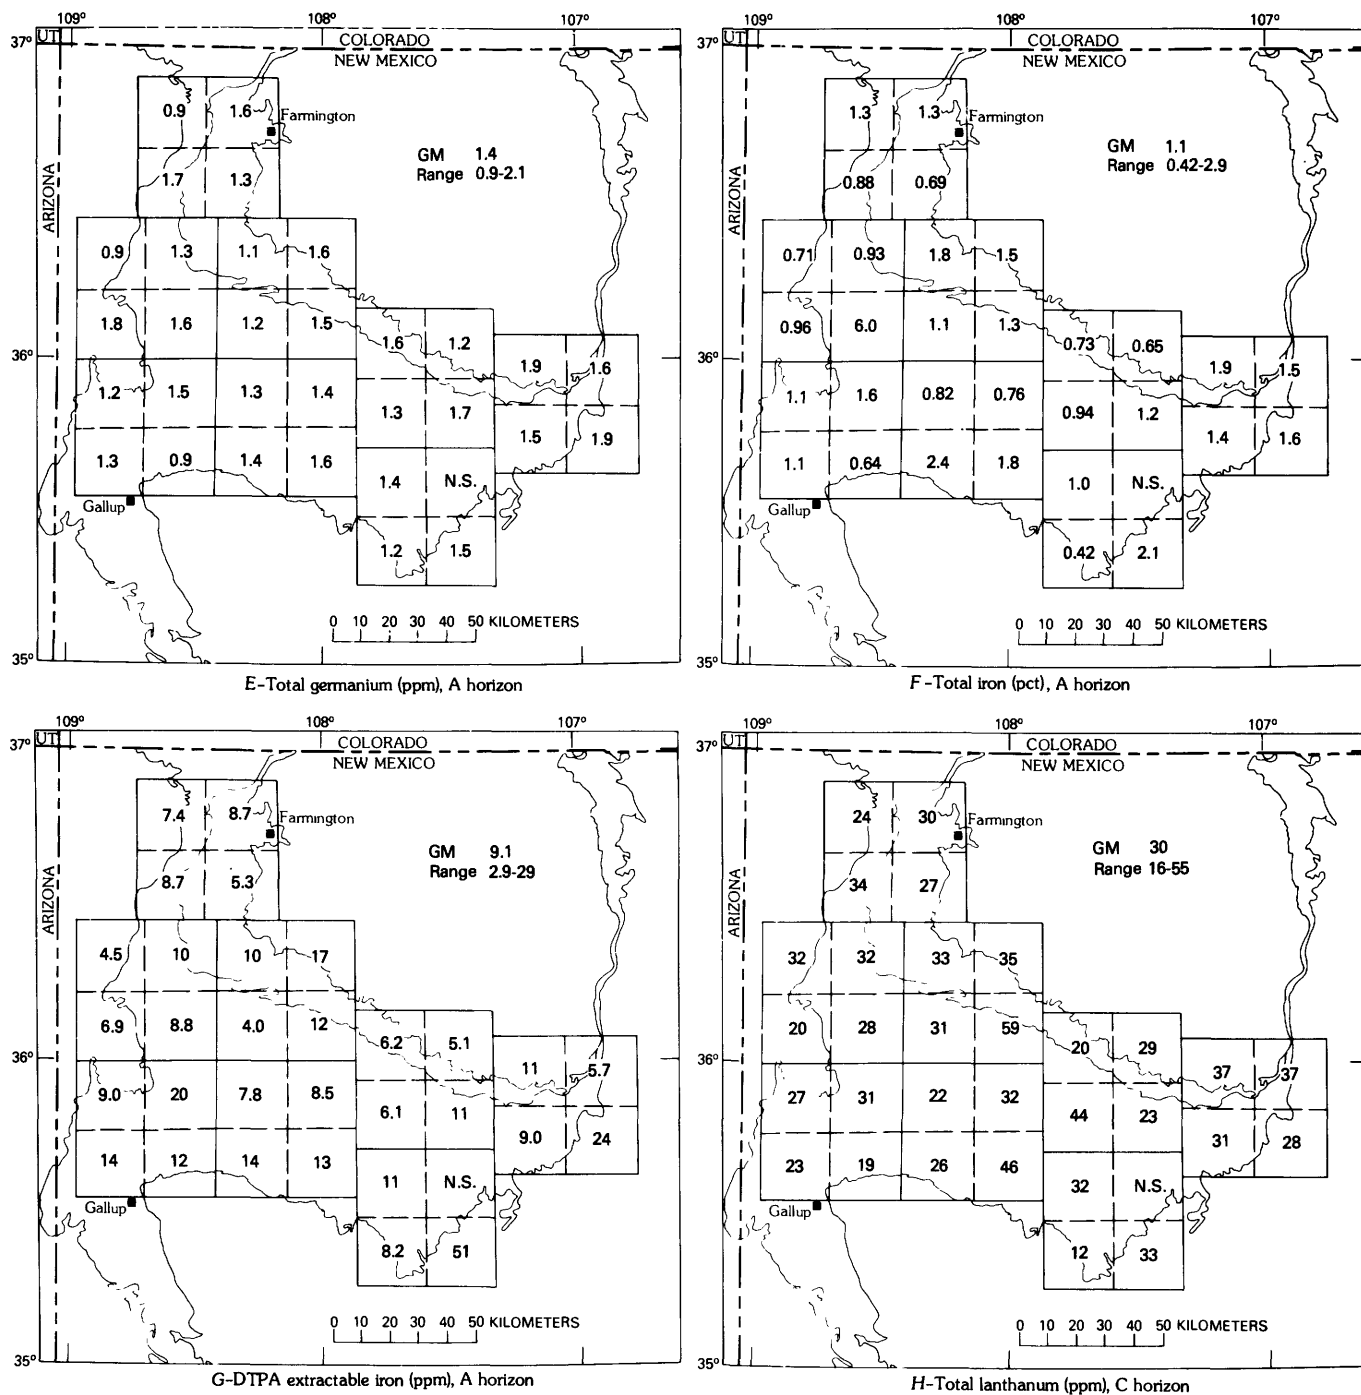 109° 108° 107°
37° UT COLORADO
NEW MEXICO
ARIZONA
0.9 1.6 Farmington
1.7 1.3
GM 1.4
Range 0.9-2.1
0.9 1.3 1.1 1.6
1.8 1.6 1.2 1.5 1.6 1.2
36° 1.9 1.6
1.2 1.5 1.3 1.4 1.3 1.7
1.5 1.9
1.3 0.9 1.4 1.6 1.4 N.S.
Gallup
1.2 1.5
0 10 20 30 40 50 KILOMETERS
35°
E-Total germanium (ppm), A horizon
109° 108° 107°
37° UT COLORADO
NEW MEXICO
ARIZONA
1.3 1.3 Farmington
0.88 0.69
GM 1.1
Range 0.42-2.9
0.71 0.93 1.8 1.5
0.96 6.0 1.1 1.3 0.73 0.65
36° 1.9 1.5
1.1 1.6 0.82 0.76 0.94 1.2
1.4 1.6
1.1 0.64 2.4 1.8 1.0 N.S.
Gallup
0.42 2.1
0 10 20 30 40 50 KILOMETERS
35°
F-Total iron (pct), A horizon
109° 108° 107°
37° UT COLORADO
NEW MEXICO
ARIZONA
7.4 8.7 Farmington
8.7 5.3
GM 9.1
Range 2.9-29
4.5 10 10 17
6.9 8.8 4.0 12 6.2 5.1
36° 11 5.7
9.0 20 7.8 8.5 6.1 11
9.0 24
14 12 14 13 11 N.S.
Gallup
8.2 51
0 10 20 30 40 50 KILOMETERS
35°
G-DTPA extractable iron (ppm), A horizon
109° 108° 107°
37° UT COLORADO
NEW MEXICO
ARIZONA
24 30 Farmington
34 27
GM 30
Range 16-55
32 32 33 35
20 28 31 59 20 29
36° 37 37
27 31 22 32 44 23
31 28
23 19 26 46 32 N.S.
Gallup
12 33
0 10 20 30 40 50 KILOMETERS
35°
H-Total lanthanum (ppm), C horizon